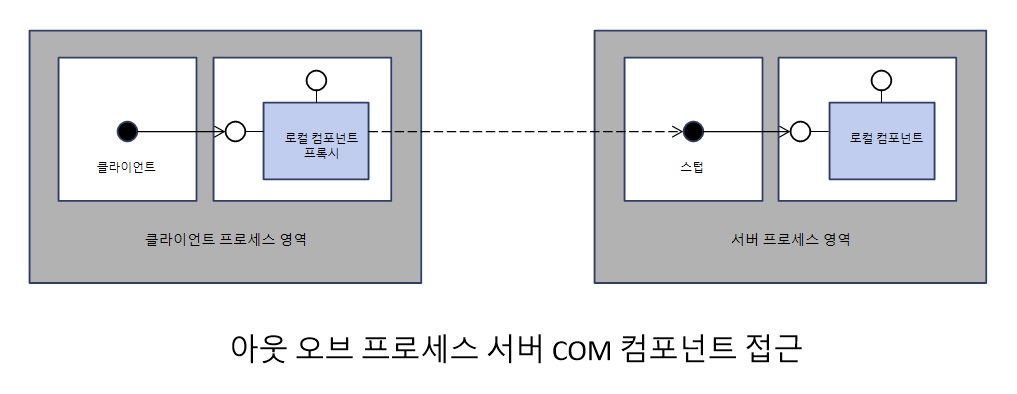 로컬 컴포넌트
프록시
클라이언트
클라이언트 프로세스 영역
로컬 컴포넌트
스텁
서버 프로세스 영역
아웃 오브 프로세스 서버 COM 컴포넌트 접근